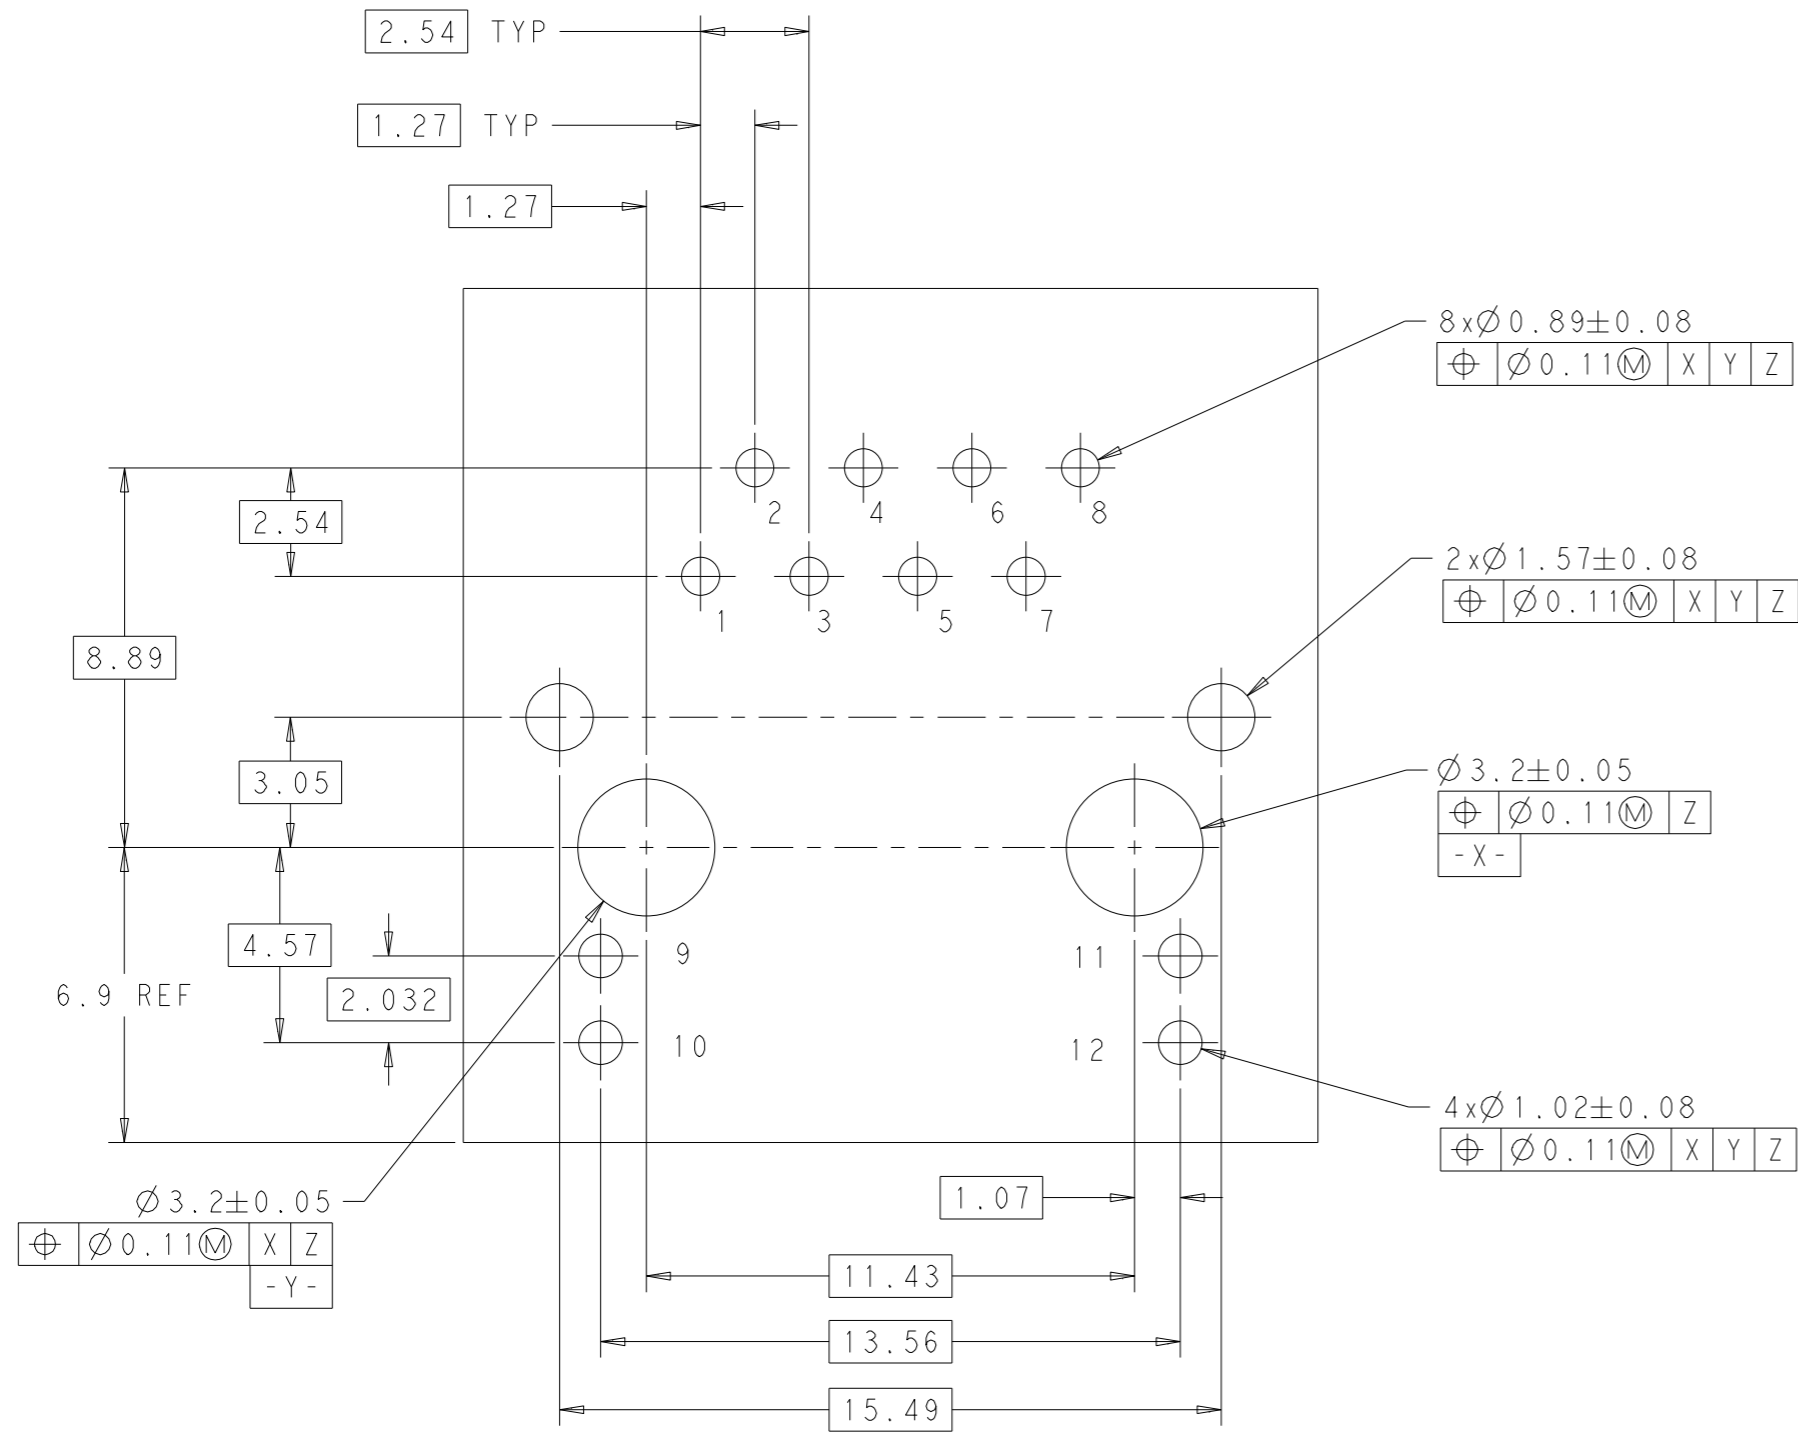 2.54 TYP
1.27 TYP
1.27
8xØ0.89±0.08
⌖ Ø0.11Ⓜ X Y Z
2 4 6 8
2.54
1 3 5 7
2xØ1.57±0.08
⌖ Ø0.11Ⓜ X Y Z
8.89
3.05
Ø3.2±0.05
⌖ Ø0.11Ⓜ Z
-X-
4.57
9 11
6.9 REF
2.032
10 12
4xØ1.02±0.08
⌖ Ø0.11Ⓜ X Y Z
Ø3.2±0.05
⌖ Ø0.11Ⓜ X Z
-Y-
1.07
11.43
13.56
15.49